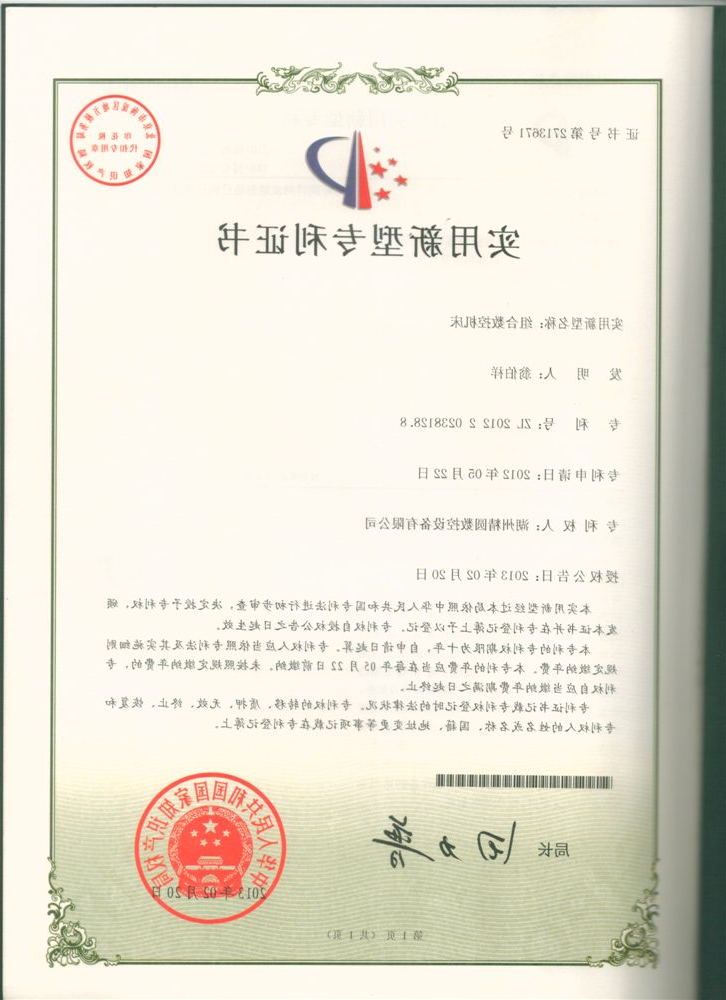 证书号第2713671号
印花税
代扣专用章
实用新型专利证书
实用新型名称：组合数控机床
发 明 人：翁伯祥
专 利 号：ZL 2012 2 0238128.8
专利申请日：2012年05月22日
专 利 权 人：湖州精圆数控设备有限公司
授权公告日：2013年02月20日
本实用新型经过本局依照中华人民共和国专利法进行初步审查，决定授予专利权，颁
发本证书并在专利登记簿上予以登记。专利权自授权公告之日起生效。
本专利的专利权期限为十年，自申请日起算。专利权人应当依照专利法及其实施细则
规定缴纳年费。本专利的年费应当在每年05月22日前缴纳。未按照规定缴纳年费的，专
利权自应当缴纳年费期满之日起终止。
专利证书记载专利权登记时的法律状况。专利权的转移、质押、无效、终止、恢复和
专利权人的姓名或名称、国籍、地址变更等事项记载在专利登记簿上。
局长
中华人民共和国国家知识产权局
2013年02月20日
第1页（共1页）